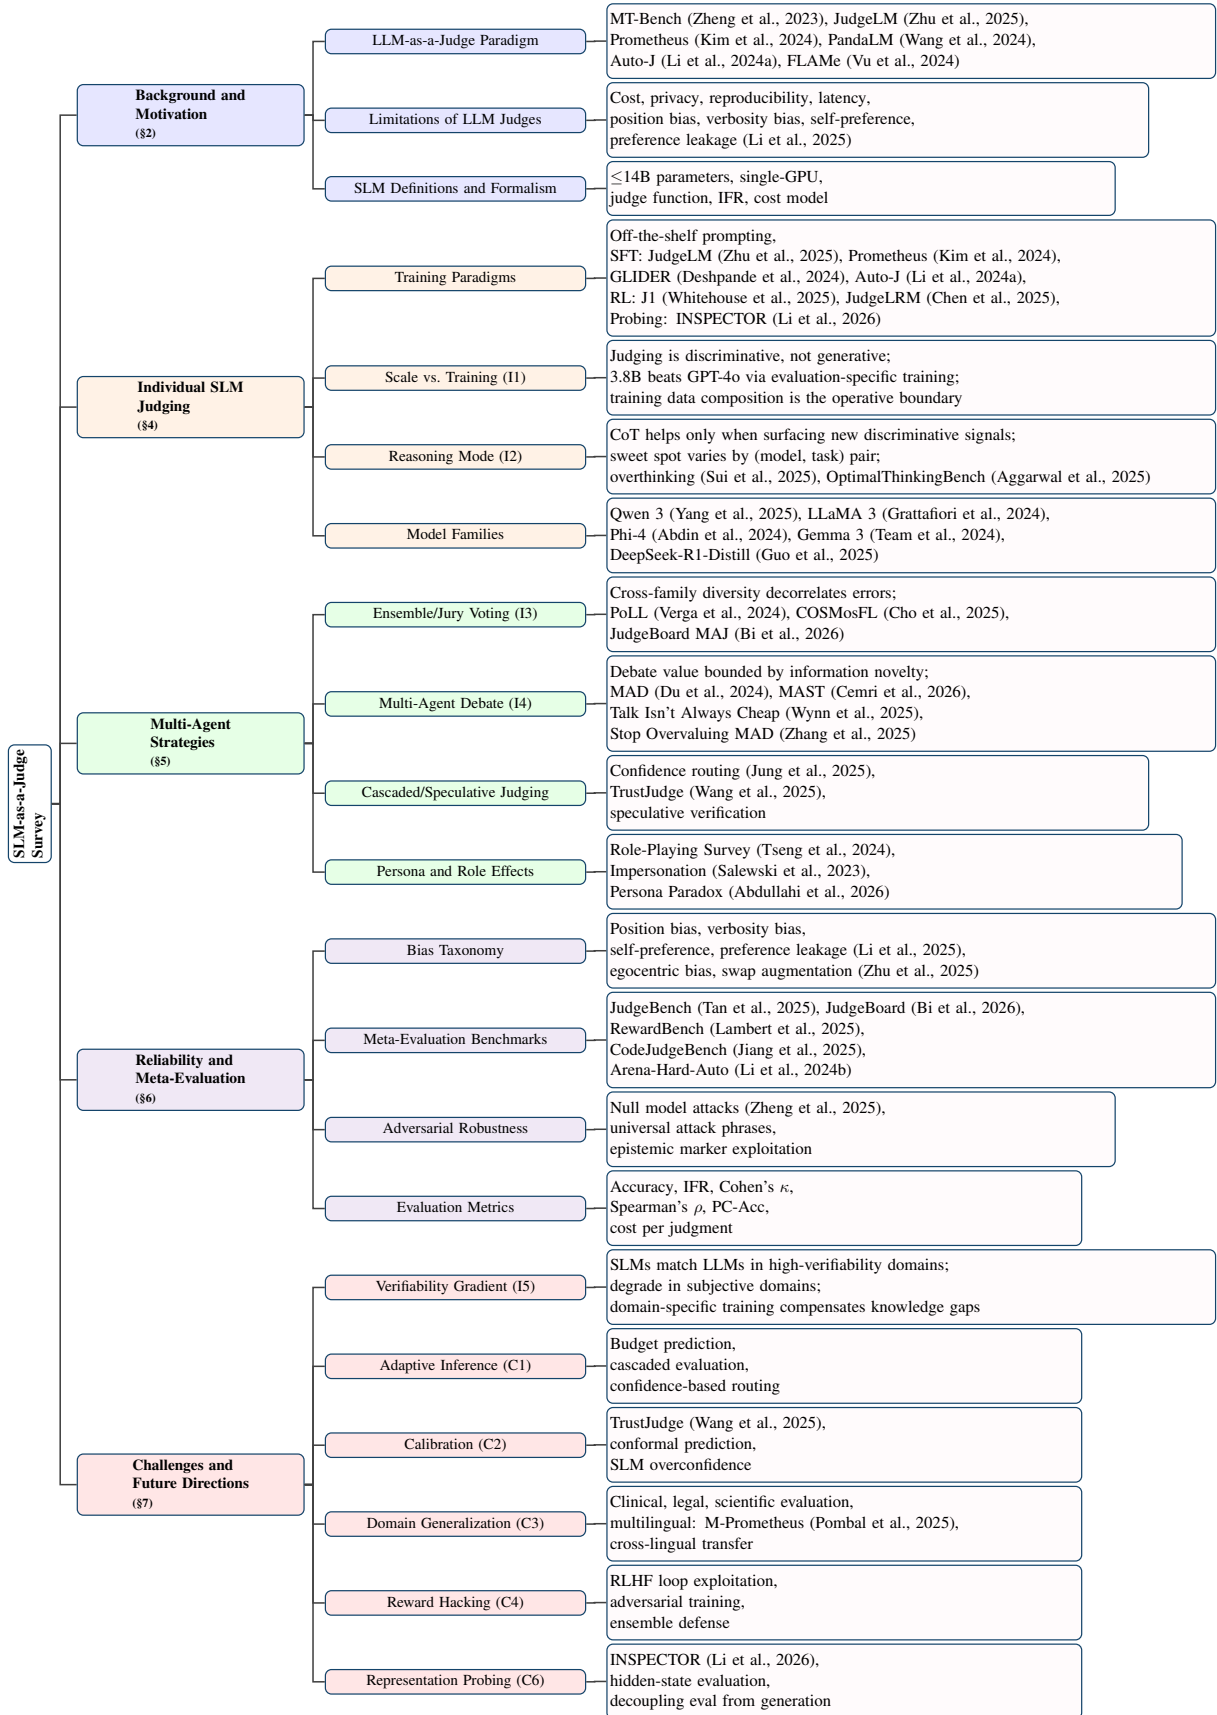 SLM-as-a-Judge
Survey
Background and
Motivation
(§2)
LLM-as-a-Judge Paradigm
MT-Bench (Zheng et al., 2023), JudgeLM (Zhu et al., 2025),
Prometheus (Kim et al., 2024), PandaLM (Wang et al., 2024),
Auto-J (Li et al., 2024a), FLAMe (Vu et al., 2024)
Limitations of LLM Judges
Cost, privacy, reproducibility, latency,
position bias, verbosity bias, self-preference,
preference leakage (Li et al., 2025)
SLM Definitions and Formalism
≤14B parameters, single-GPU,
judge function, IFR, cost model
Individual SLM
Judging
(§4)
Training Paradigms
Off-the-shelf prompting,
SFT: JudgeLM (Zhu et al., 2025), Prometheus (Kim et al., 2024),
GLIDER (Deshpande et al., 2024), Auto-J (Li et al., 2024a),
RL: J1 (Whitehouse et al., 2025), JudgeLRM (Chen et al., 2025),
Probing: INSPECTOR (Li et al., 2026)
Scale vs. Training (I1)
Judging is discriminative, not generative;
3.8B beats GPT-4o via evaluation-specific training;
training data composition is the operative boundary
Reasoning Mode (I2)
CoT helps only when surfacing new discriminative signals;
sweet spot varies by (model, task) pair;
overthinking (Sui et al., 2025), OptimalThinkingBench (Aggarwal et al., 2025)
Model Families
Qwen 3 (Yang et al., 2025), LLaMA 3 (Grattafiori et al., 2024),
Phi-4 (Abdin et al., 2024), Gemma 3 (Team et al., 2024),
DeepSeek-R1-Distill (Guo et al., 2025)
Multi-Agent
Strategies
(§5)
Ensemble/Jury Voting (I3)
Cross-family diversity decorrelates errors;
PoLL (Verga et al., 2024), COSMosFL (Cho et al., 2025),
JudgeBoard MAJ (Bi et al., 2026)
Multi-Agent Debate (I4)
Debate value bounded by information novelty;
MAD (Du et al., 2024), MAST (Cemri et al., 2026),
Talk Isn't Always Cheap (Wynn et al., 2025),
Stop Overvaluing MAD (Zhang et al., 2025)
Cascaded/Speculative Judging
Confidence routing (Jung et al., 2025),
TrustJudge (Wang et al., 2025),
speculative verification
Persona and Role Effects
Role-Playing Survey (Tseng et al., 2024),
Impersonation (Salewski et al., 2023),
Persona Paradox (Abdullahi et al., 2026)
Reliability and
Meta-Evaluation
(§6)
Bias Taxonomy
Position bias, verbosity bias,
self-preference, preference leakage (Li et al., 2025),
egocentric bias, swap augmentation (Zhu et al., 2025)
Meta-Evaluation Benchmarks
JudgeBench (Tan et al., 2025), JudgeBoard (Bi et al., 2026),
RewardBench (Lambert et al., 2025),
CodeJudgeBench (Jiang et al., 2025),
Arena-Hard-Auto (Li et al., 2024b)
Adversarial Robustness
Null model attacks (Zheng et al., 2025),
universal attack phrases,
epistemic marker exploitation
Evaluation Metrics
Accuracy, IFR, Cohen's κ,
Spearman's ρ, PC-Acc,
cost per judgment
Challenges and
Future Directions
(§7)
Verifiability Gradient (I5)
SLMs match LLMs in high-verifiability domains;
degrade in subjective domains;
domain-specific training compensates knowledge gaps
Adaptive Inference (C1)
Budget prediction,
cascaded evaluation,
confidence-based routing
Calibration (C2)
TrustJudge (Wang et al., 2025),
conformal prediction,
SLM overconfidence
Domain Generalization (C3)
Clinical, legal, scientific evaluation,
multilingual: M-Prometheus (Pombal et al., 2025),
cross-lingual transfer
Reward Hacking (C4)
RLHF loop exploitation,
adversarial training,
ensemble defense
Representation Probing (C6)
INSPECTOR (Li et al., 2026),
hidden-state evaluation,
decoupling eval from generation